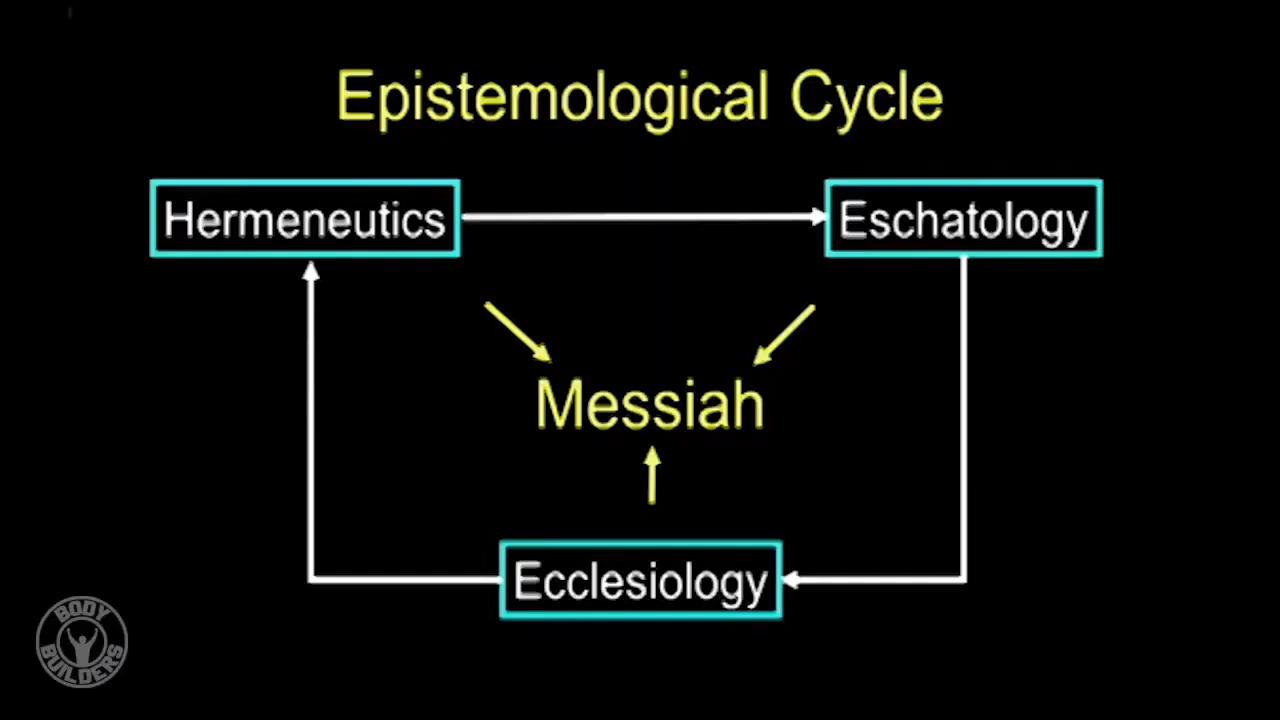 Epistemological Cycle
Hermeneutics
Eschatology
Messiah
Ecclesiology
BODY
BUILDERS